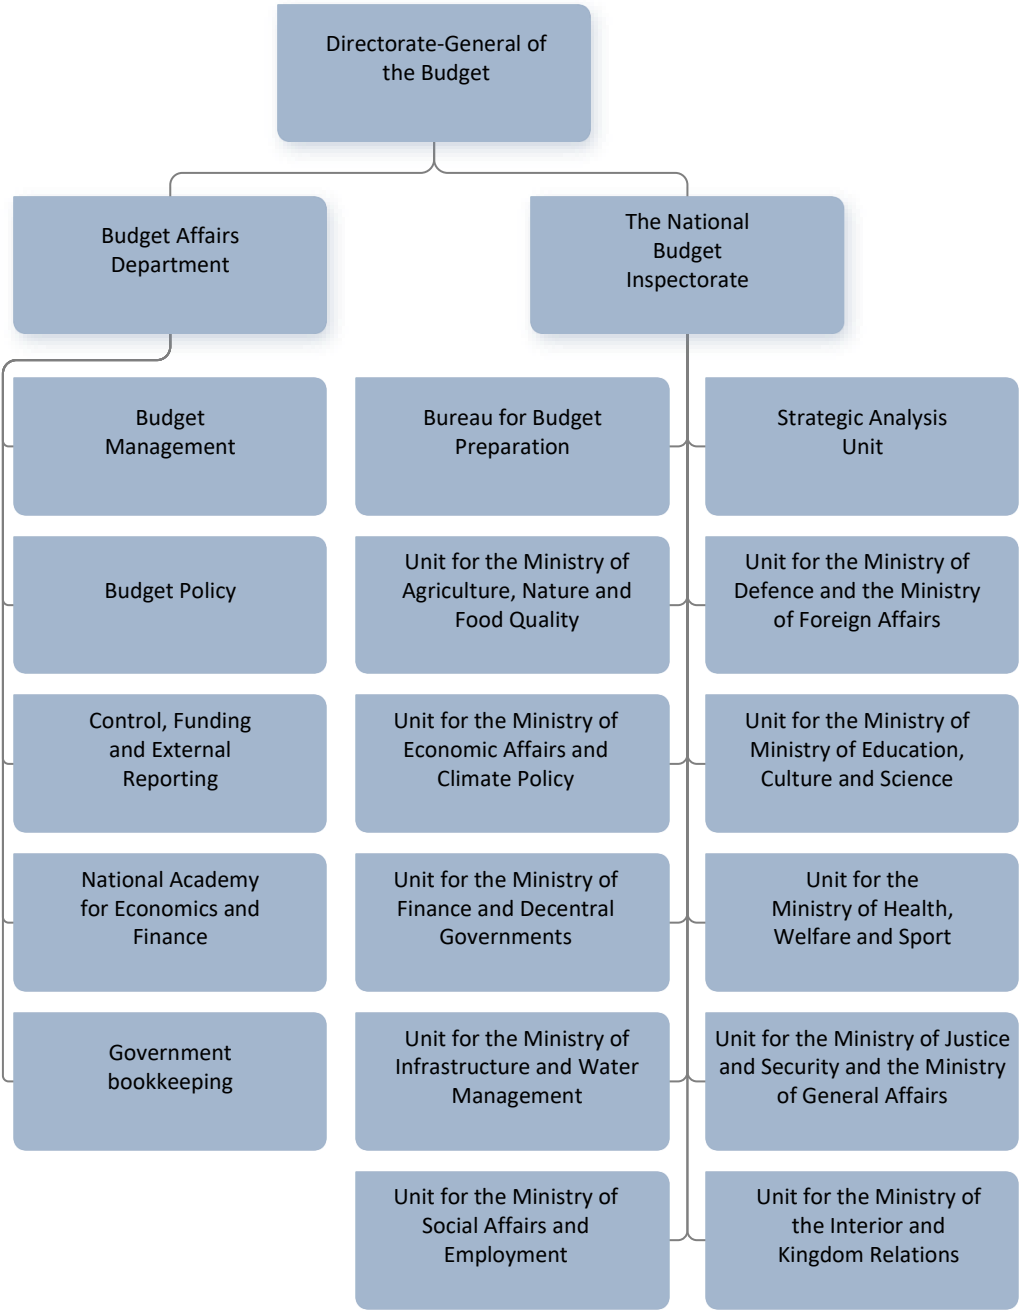 Directorate-General of
the Budget
Budget Affairs
Department
The National
Budget
Inspectorate
Budget
Management
Bureau for Budget
Preparation
Strategic Analysis
Unit
Budget Policy
Unit for the Ministry of
Agriculture, Nature and
Food Quality
Unit for the Ministry of
Defence and the Ministry
of Foreign Affairs
Control, Funding
and External
Reporting
Unit for the Ministry of
Economic Affairs and
Climate Policy
Unit for the Ministry of
Ministry of Education,
Culture and Science
National Academy
for Economics and
Finance
Unit for the Ministry of
Finance and Decentral
Governments
Unit for the
Ministry of Health,
Welfare and Sport
Government
bookkeeping
Unit for the Ministry of
Infrastructure and Water
Management
Unit for the Ministry of Justice
and Security and the Ministry
of General Affairs
Unit for the Ministry of
Social Affairs and
Employment
Unit for the Ministry of
the Interior and
Kingdom Relations